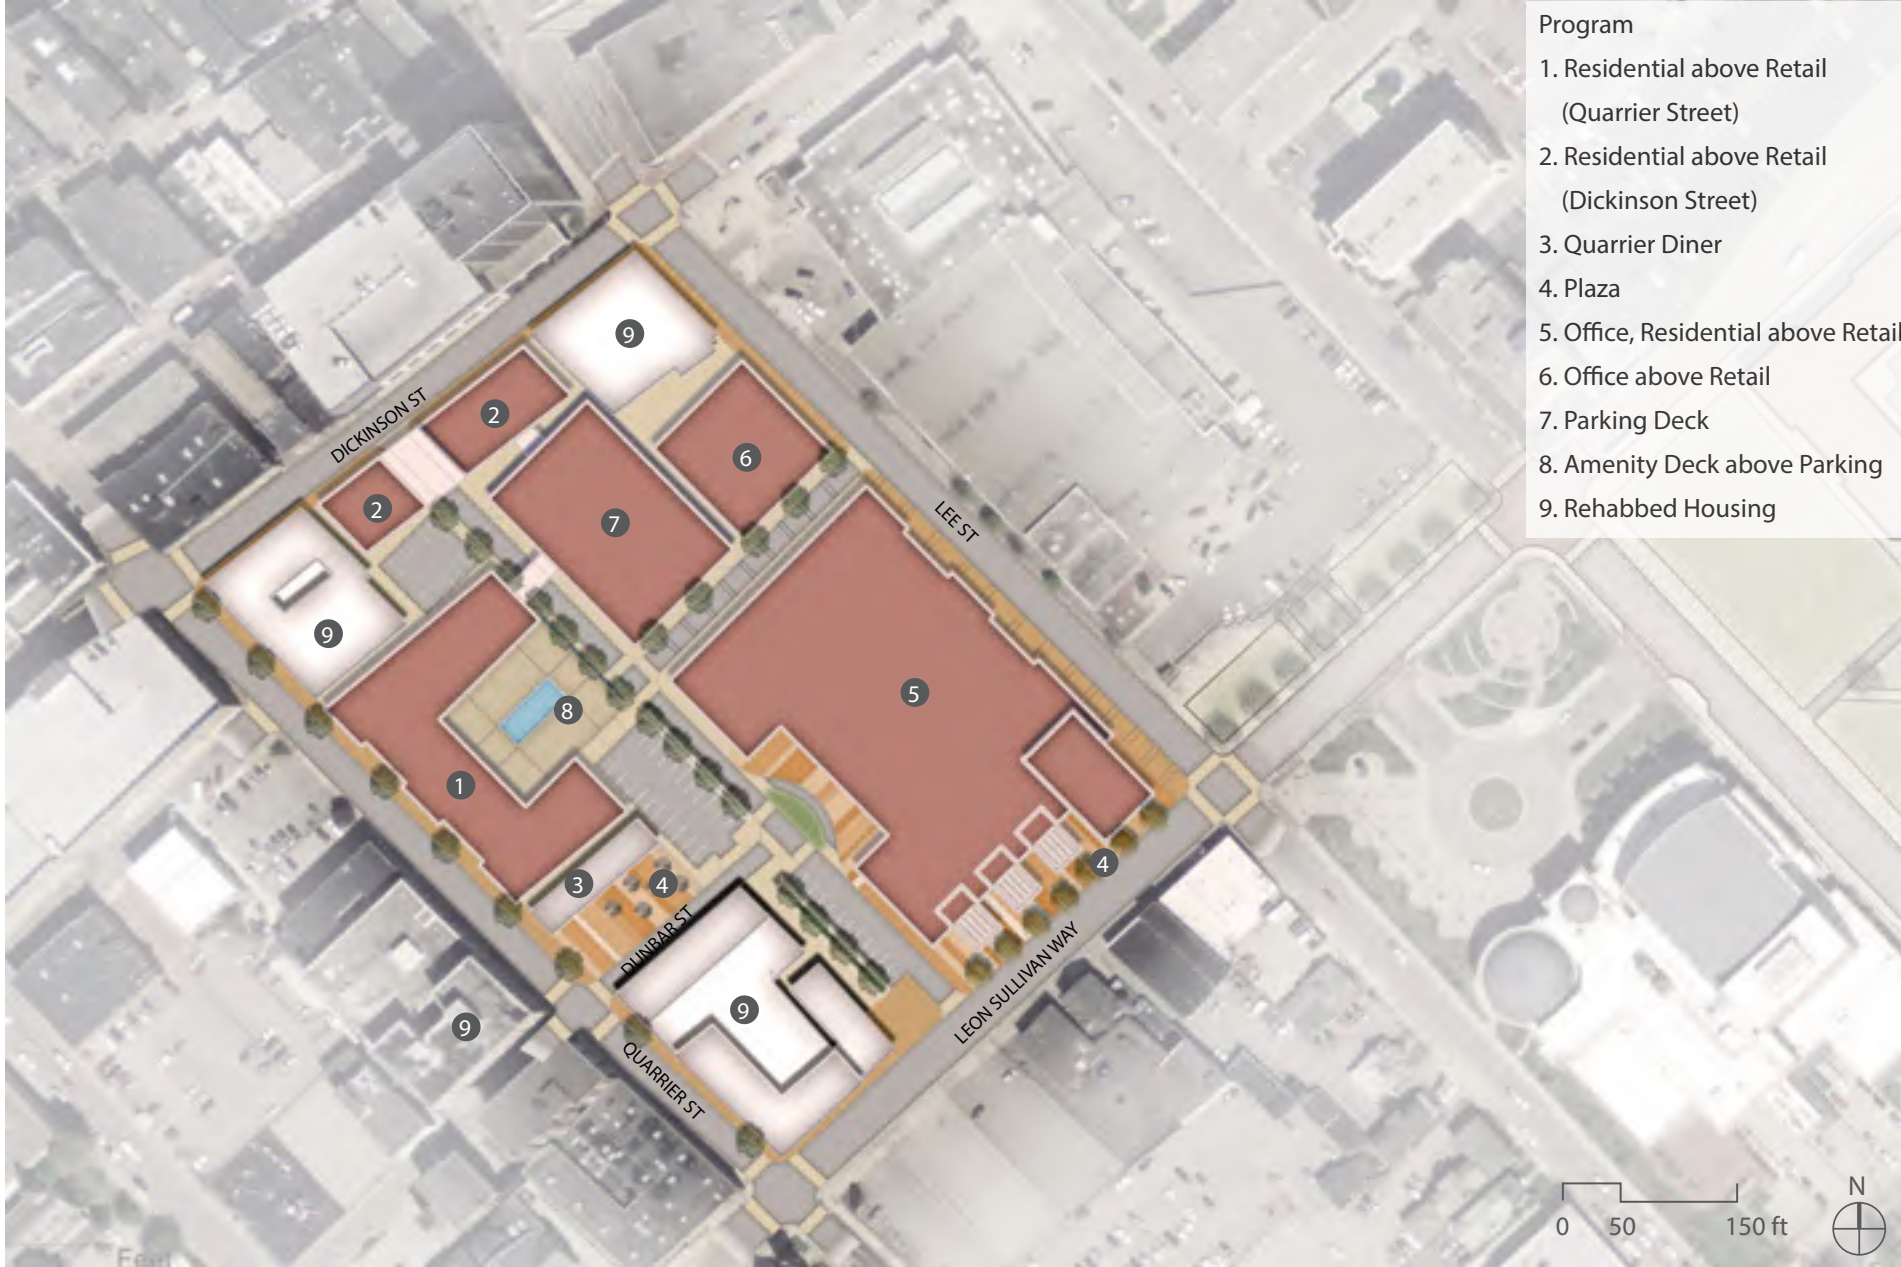 Program
1. Residential above Retail
(Quarrier Street)
2. Residential above Retail
(Dickinson Street)
3. Quarrier Diner
4. Plaza
5. Office, Residential above Retail
6. Office above Retail
7. Parking Deck
8. Amenity Deck above Parking
9. Rehabbed Housing
9
2
DICKINSON ST
6
2
7
LEE ST
9
5
8
1
4
3
4
DUNBAR ST
LEON SULLIVAN WAY
9
9
QUARRIER ST
N
0 50 150 ft
Feet